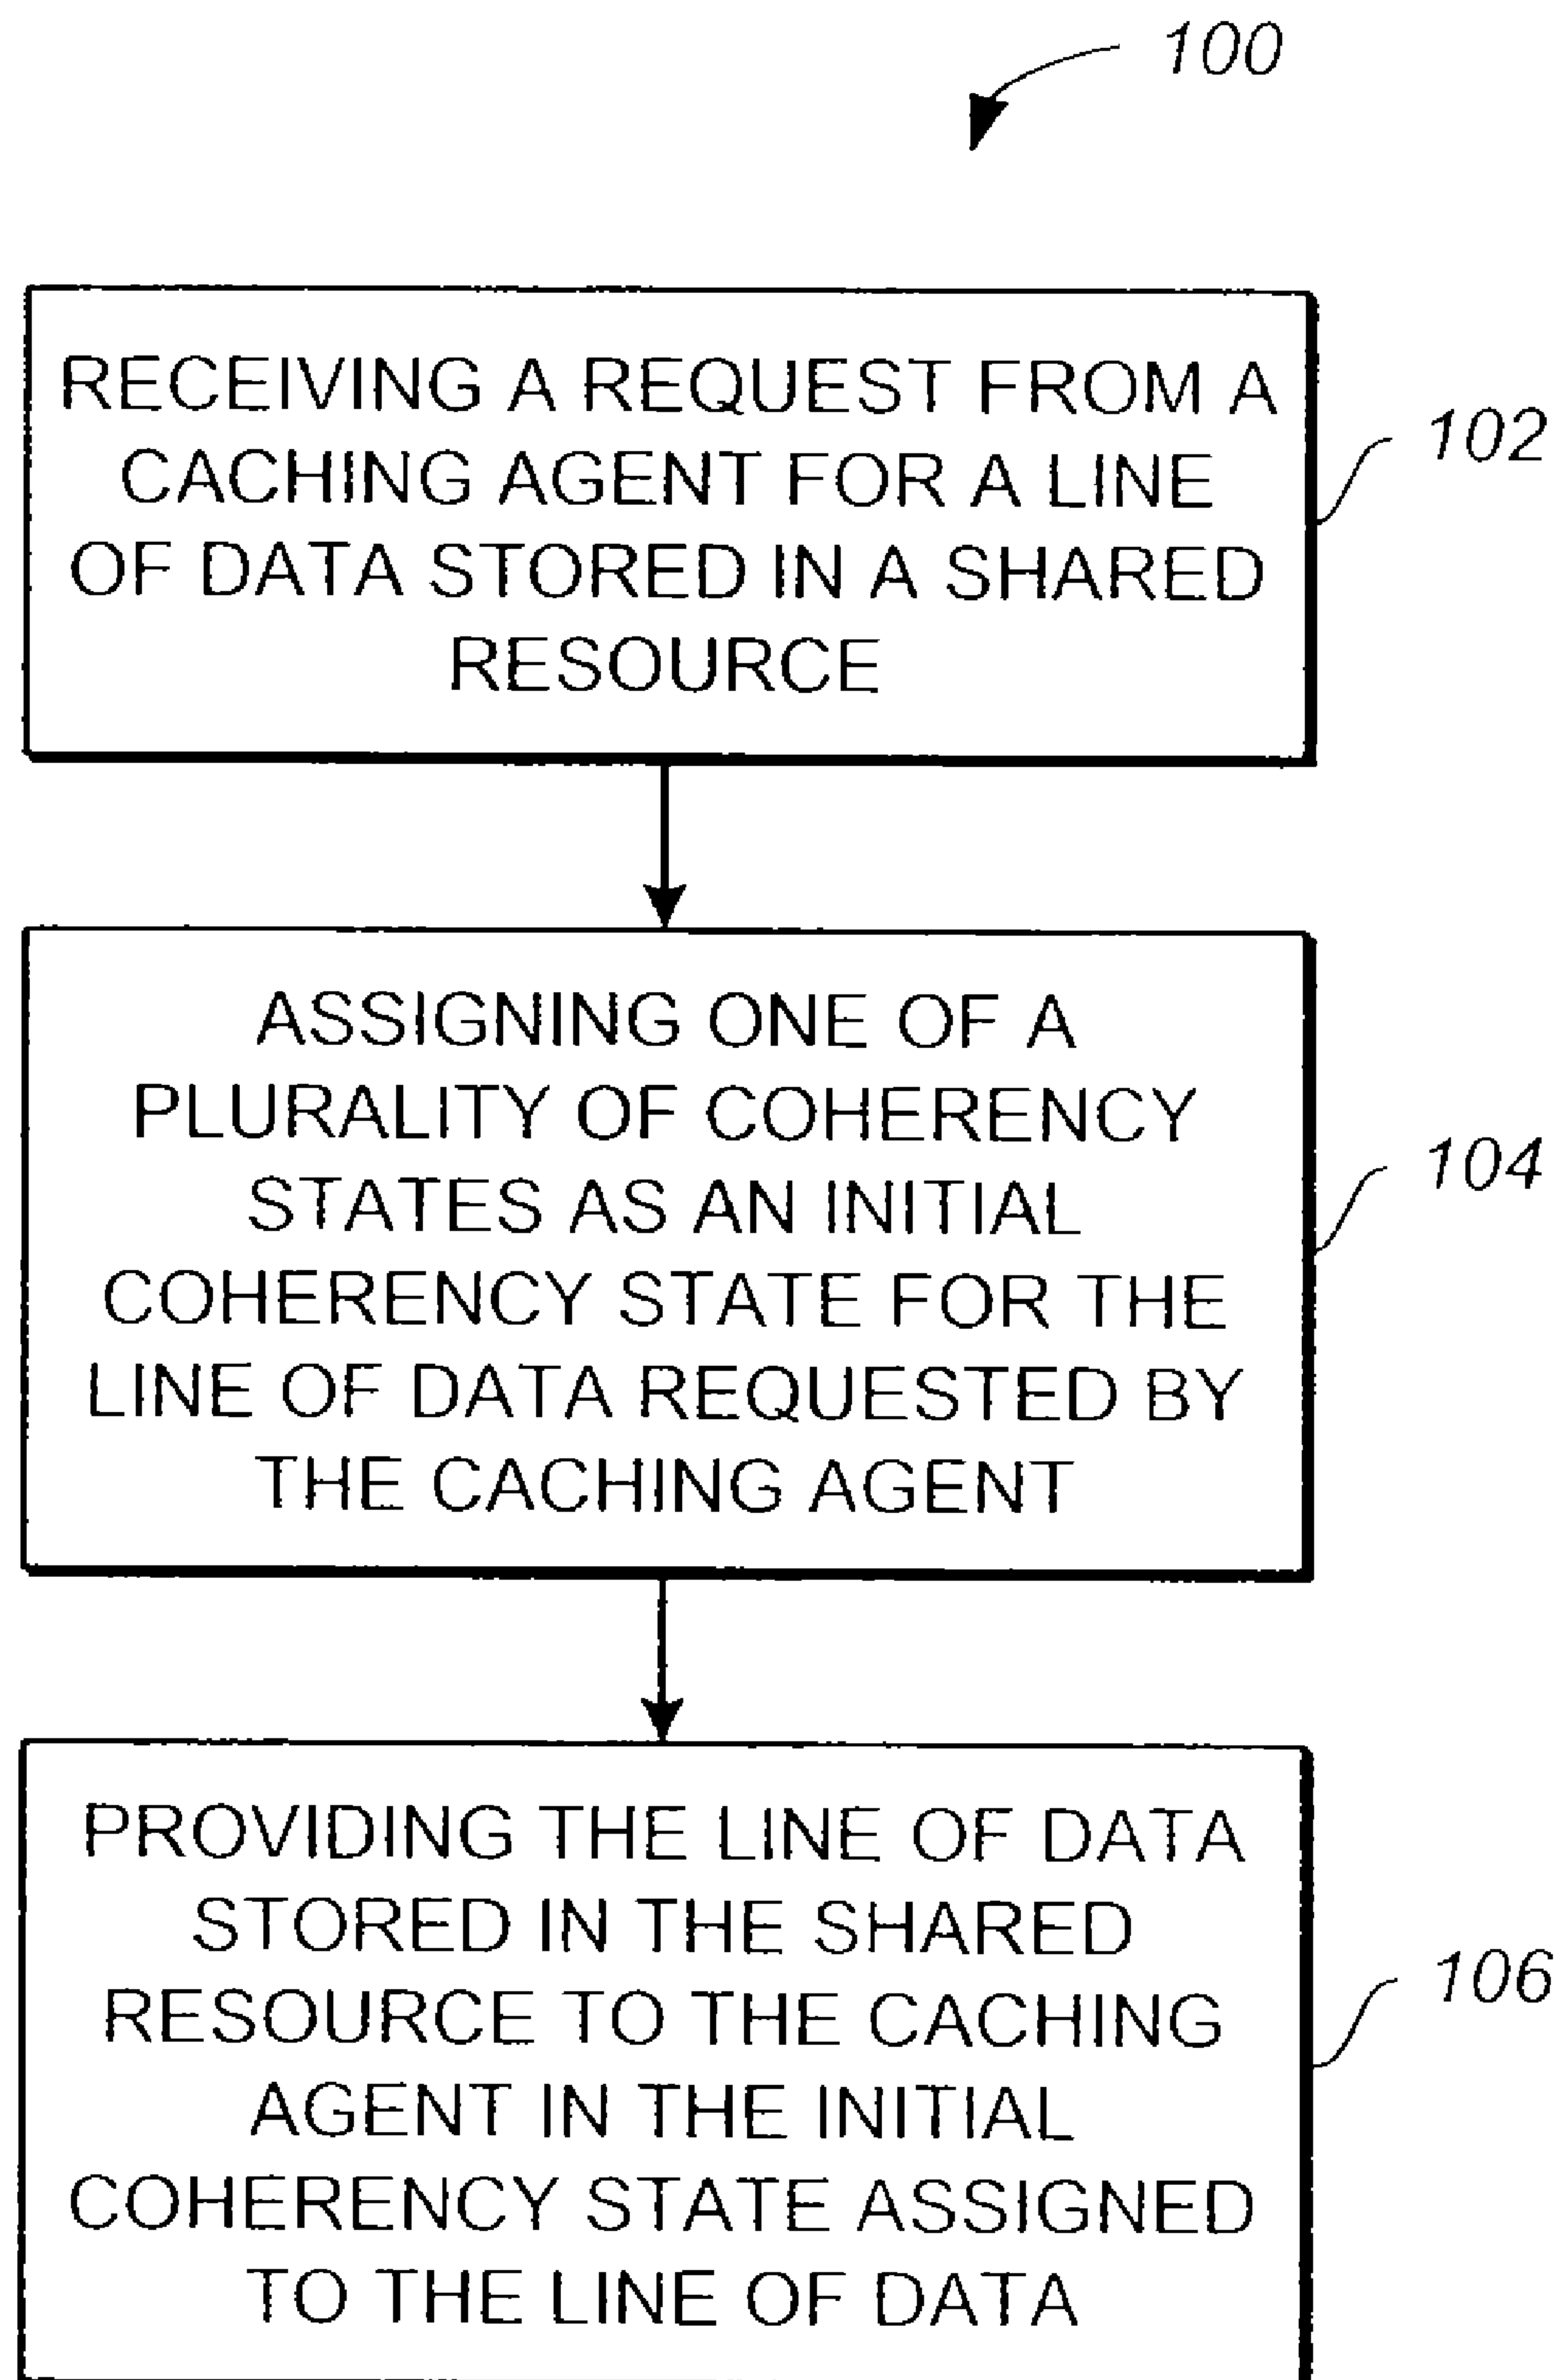 100
RECEIVING A REQUEST FROM A
CACHING AGENT FOR A LINE
OF DATA STORED IN A SHARED
RESOURCE
102
ASSIGNING ONE OF A
PLURALITY OF COHERENCY
STATES AS AN INITIAL
COHERENCY STATE FOR THE
LINE OF DATA REQUESTED BY
THE CACHING AGENT
104
PROVIDING THE LINE OF DATA
STORED IN THE SHARED
RESOURCE TO THE CACHING
AGENT IN THE INITIAL
COHERENCY STATE ASSIGNED
TO THE LINE OF DATA
106